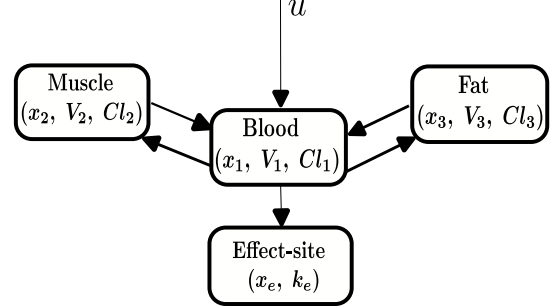 u
Muscle
(x₂, V₂, Cl₂)
Fat
(x₃, V₃, Cl₃)
Blood
(x₁, V₁, Cl₁)
Effect-site
(xₑ, kₑ)